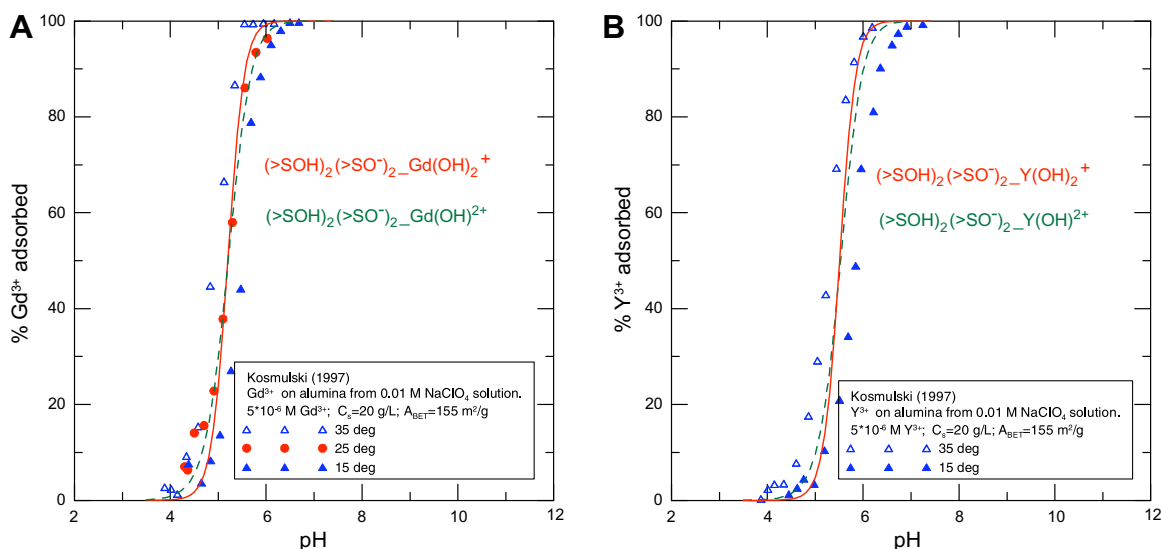 A
100
80
60
40
20
0
% Gd³⁺ adsorbed
2
4
6
8
10
12
pH
(>SOH)₂(>SO⁻)₂_Gd(OH)₂⁺
(>SOH)₂(>SO⁻)₂_Gd(OH)²⁺
Kosmulski (1997)
Gd³⁺ on alumina from 0.01 M NaClO₄ solution.
5*10⁻⁶ M Gd³⁺; Cₛ=20 g/L; A_BET=155 m²/g
35 deg
25 deg
15 deg
B
100
80
60
40
20
0
% Y³⁺ adsorbed
2
4
6
8
10
12
pH
(>SOH)₂(>SO⁻)₂_Y(OH)₂⁺
(>SOH)₂(>SO⁻)₂_Y(OH)²⁺
Kosmulski (1997)
Y³⁺ on alumina from 0.01 M NaClO₄ solution.
5*10⁻⁶ M Y³⁺; Cₛ=20 g/L; A_BET=155 m²/g
35 deg
15 deg